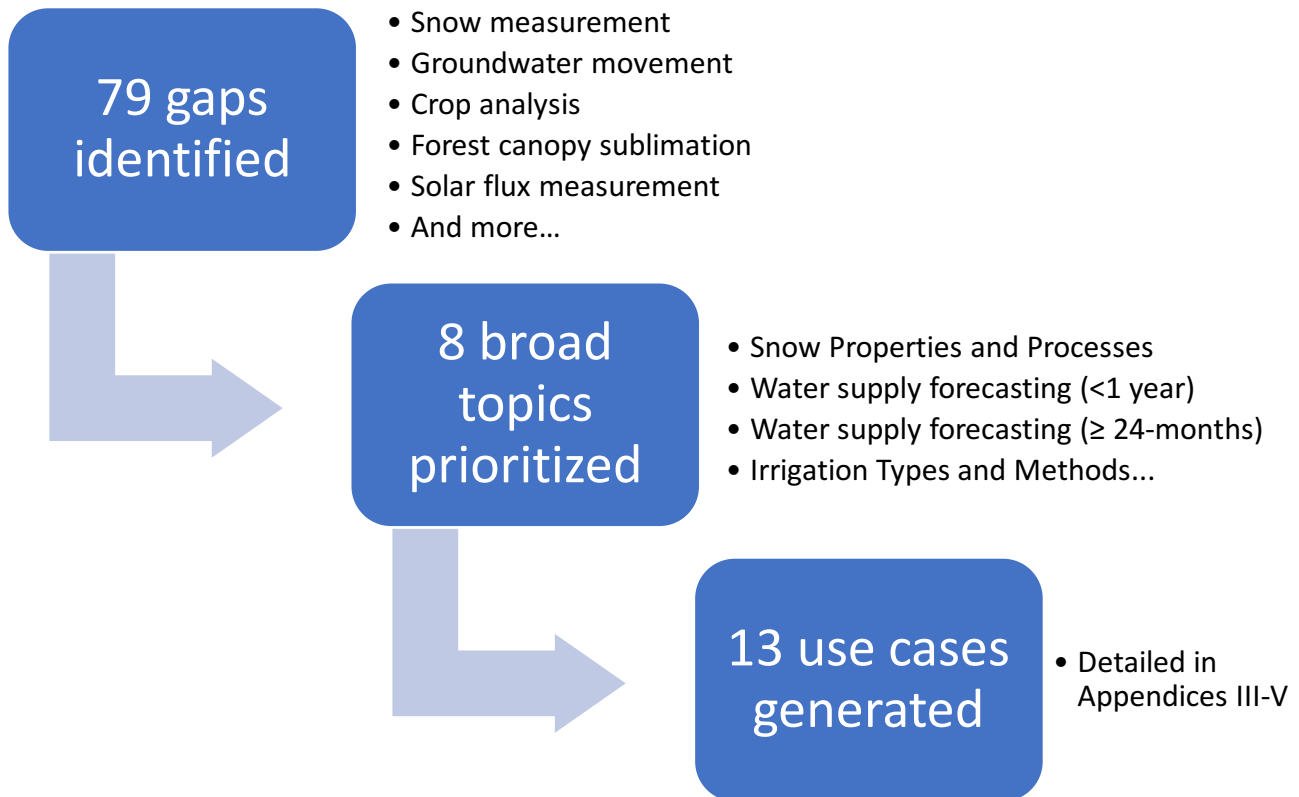 79 gaps
identified
• Snow measurement
• Groundwater movement
• Crop analysis
• Forest canopy sublimation
• Solar flux measurement
• And more…
8 broad
topics
prioritized
• Snow Properties and Processes
• Water supply forecasting (<1 year)
• Water supply forecasting (≥ 24-months)
• Irrigation Types and Methods...
13 use cases
generated
• Detailed in
Appendices III-V